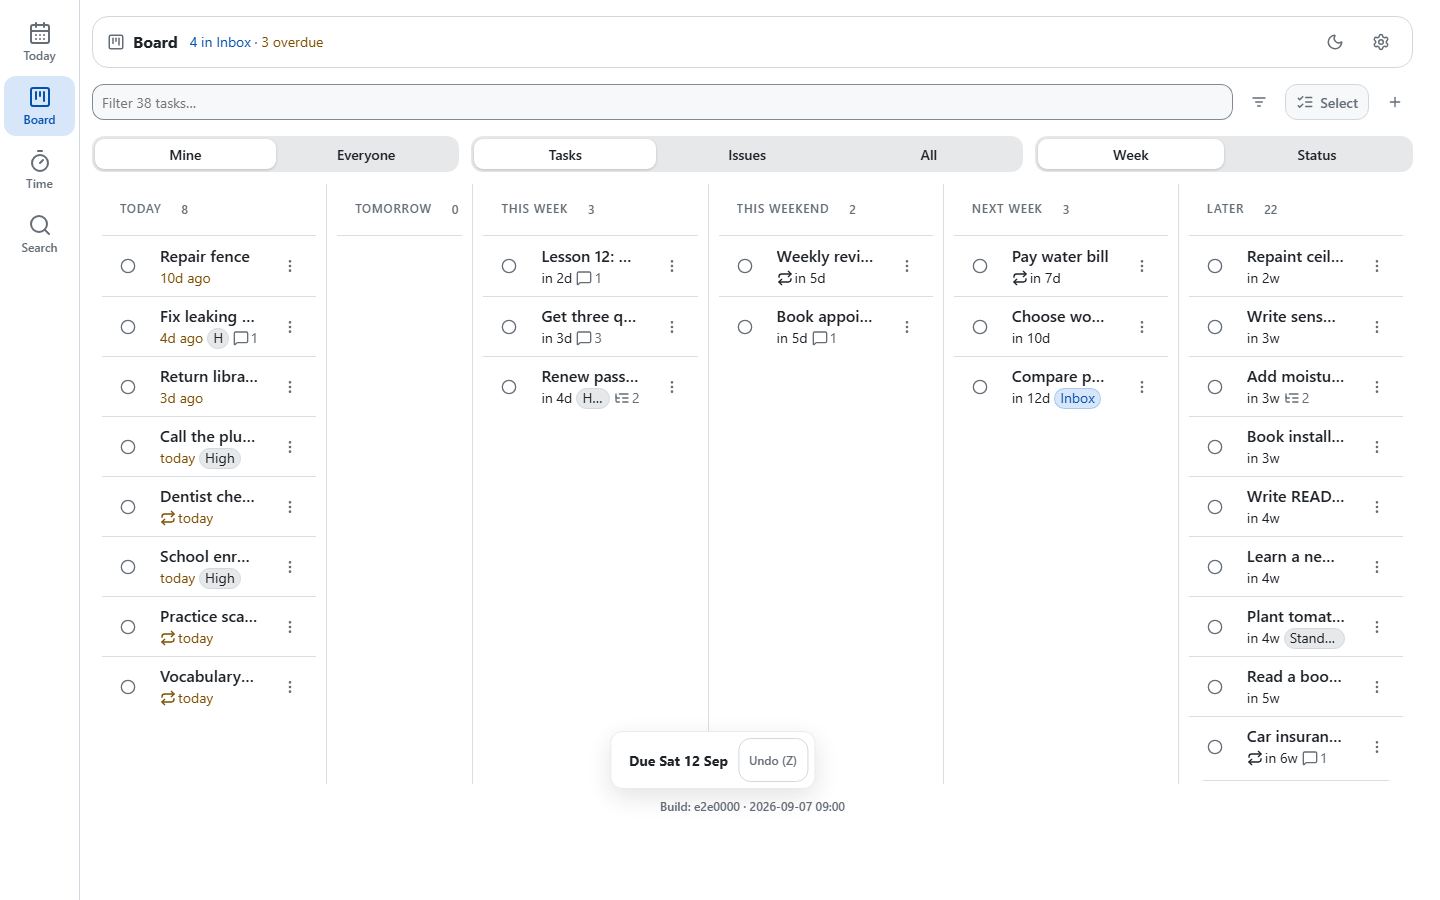 Today
Board
Time
Search
Board 4 in Inbox · 3 overdue
Filter 38 tasks...
Select
Mine Everyone
Tasks Issues All
Week Status
TODAY 8
Repair fence
10d ago
Fix leaking ...
4d ago H 1
Return libra...
3d ago
Call the plu...
today High
Dentist che...
today
School enr...
today High
Practice sca...
today
Vocabulary...
today
TOMORROW 0
THIS WEEK 3
Lesson 12: ...
in 2d 1
Get three q...
in 3d 3
Renew pass...
in 4d H... 2
THIS WEEKEND 2
Weekly revi...
in 5d
Book appoi...
in 5d 1
NEXT WEEK 3
Pay water bill
in 7d
Choose wo...
in 10d
Compare p...
in 12d Inbox
LATER 22
Repaint ceil...
in 2w
Write sens...
in 3w
Add moistu...
in 3w 2
Book install...
in 3w
Write READ...
in 4w
Learn a ne...
in 4w
Plant tomat...
in 4w Stand...
Read a boo...
in 5w
Car insuran...
in 6w 1
Due Sat 12 Sep Undo (Z)
Build: e2e0000 · 2026-09-07 09:00